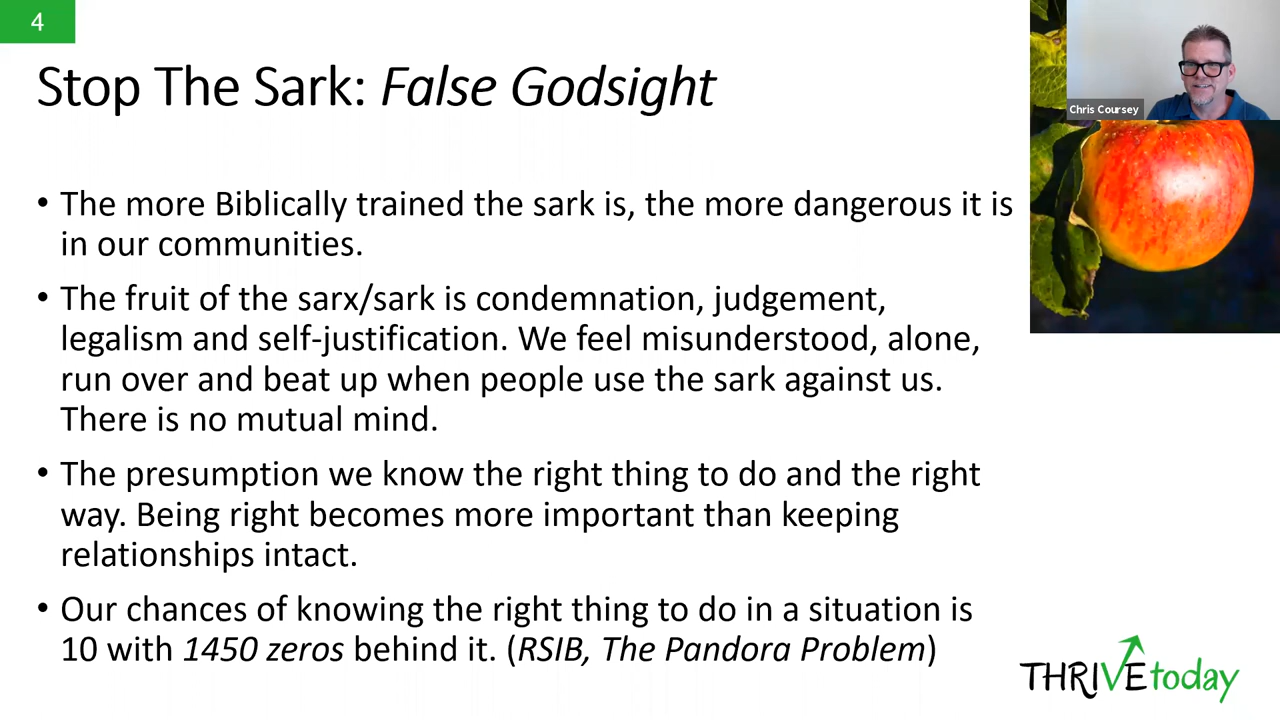 4
Stop The Sark: False Godsight
Chris Coursey
• The more Biblically trained the sark is, the more dangerous it is
in our communities.
• The fruit of the sarx/sark is condemnation, judgement,
legalism and self-justification. We feel misunderstood, alone,
run over and beat up when people use the sark against us.
There is no mutual mind.
• The presumption we know the right thing to do and the right
way. Being right becomes more important than keeping
relationships intact.
• Our chances of knowing the right thing to do in a situation is
10 with 1450 zeros behind it. (RSIB, The Pandora Problem)
THRIVEtoday